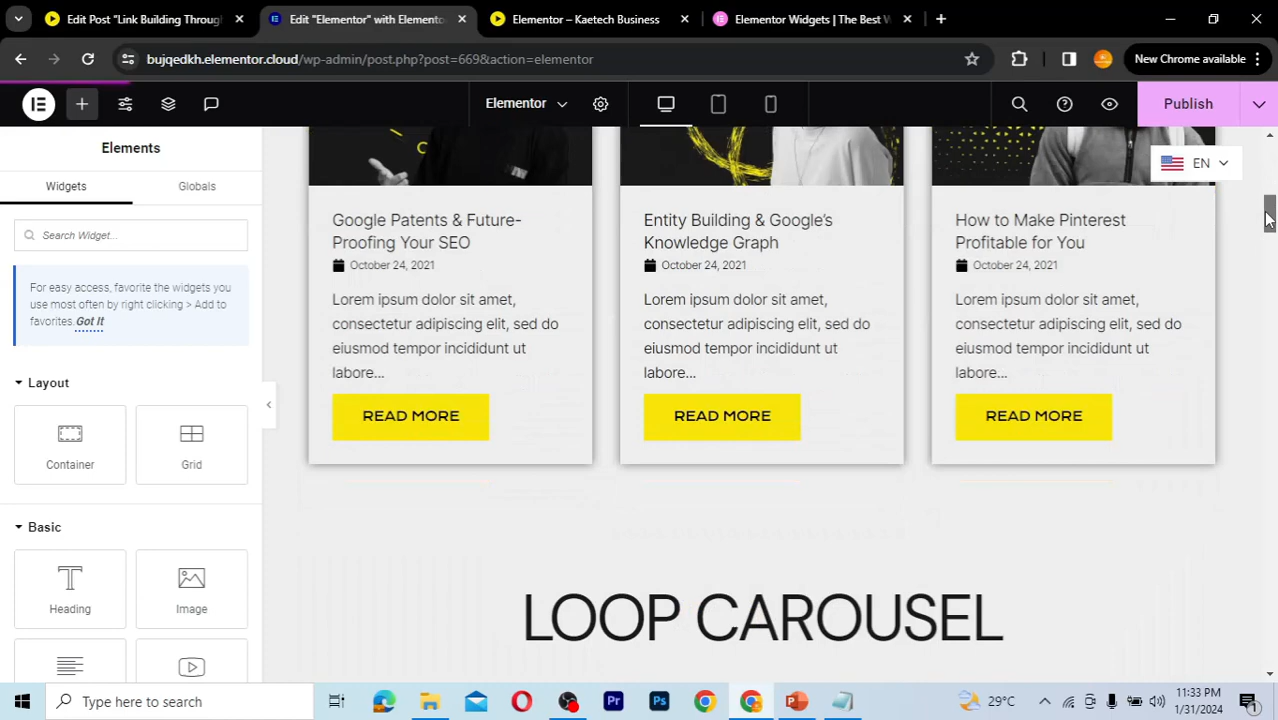 Edit Post "Link Building Throug
Edit "Elementor" with Elemento
Elementor – Kaetech Business
Elementor Widgets | The Best W
bujqedkh.elementor.cloud/wp-admin/post.php?post=669&action=elementor
New Chrome available
Elementor
Publish
Elements
Widgets
Globals
Search Widget...
For easy access, favorite the widgets you
use most often by right clicking > Add to
favorites. Got It
Layout
Container
Grid
Basic
Heading
Image
EN
Google Patents & Future-
Proofing Your SEO
October 24, 2021
Lorem ipsum dolor sit amet,
consectetur adipiscing elit, sed do
eiusmod tempor incididunt ut
labore...
READ MORE
Entity Building & Google's
Knowledge Graph
October 24, 2021
Lorem ipsum dolor sit amet,
consectetur adipiscing elit, sed do
eiusmod tempor incididunt ut
labore...
READ MORE
How to Make Pinterest
Profitable for You
October 24, 2021
Lorem ipsum dolor sit amet,
consectetur adipiscing elit, sed do
eiusmod tempor incididunt ut
labore...
READ MORE
LOOP CAROUSEL
Type here to search
Pr
Ps
29°C
11:33 PM
1/31/2024
1